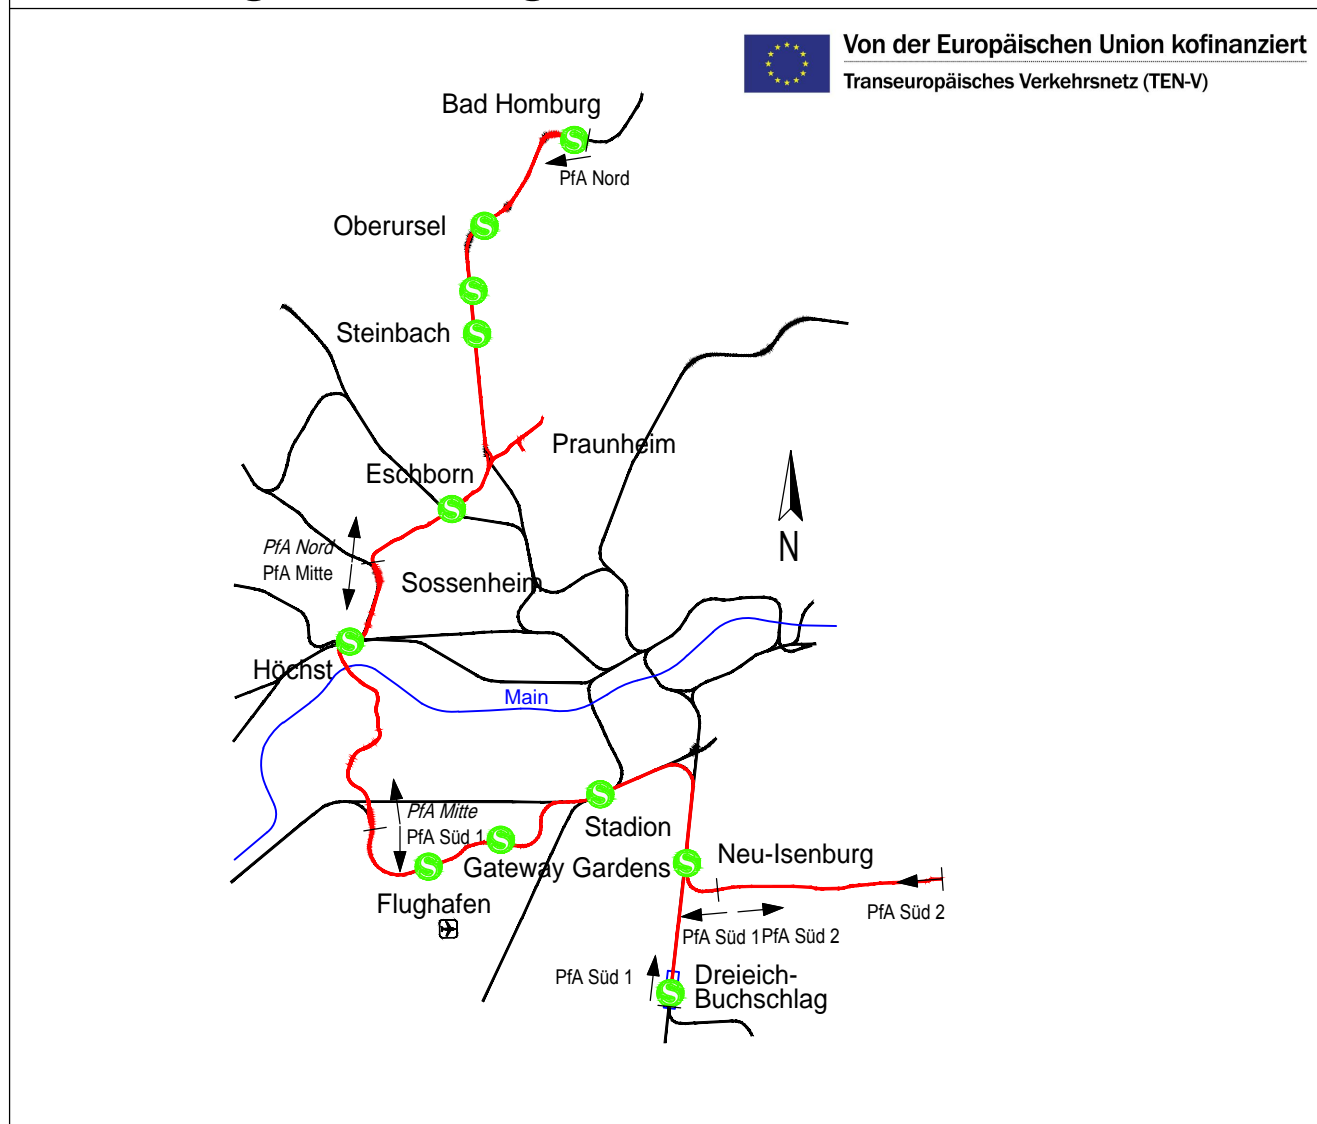 Von der Europäischen Union kofinanziert
Transeuropäisches Verkehrsnetz (TEN-V)
Bad Homburg
S
PfA Nord
Oberursel
S
S
Steinbach
S
Praunheim
Eschborn
S
N
PfA Nord
PfA Mitte
Sossenheim
S
Höchst
Main
S
PfA Mitte
PfA Süd 1
S
Stadion
Neu-Isenburg
S
Gateway Gardens
S
Flughafen
PfA Süd 2
PfA Süd 1
PfA Süd 2
PfA Süd 1
Dreieich-
Buchschlag
S